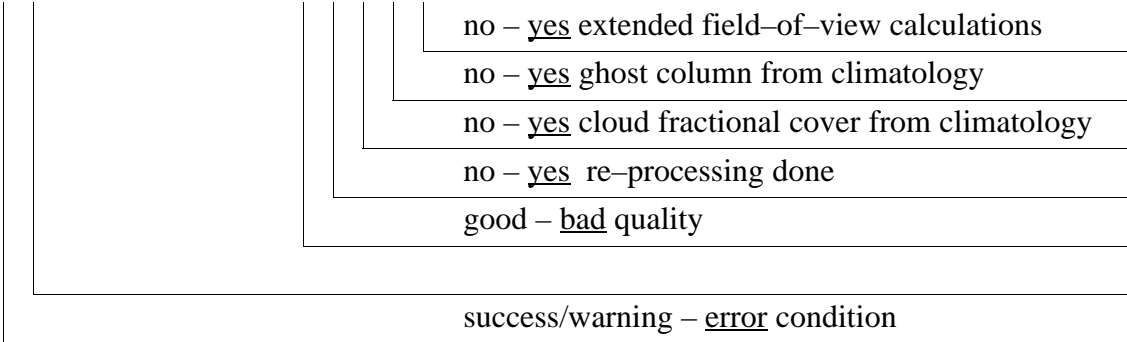 no – yes extended field–of–view calculations
no – yes ghost column from climatology
no – yes cloud fractional cover from climatology
no – yes re–processing done
good – bad quality
success/warning – error condition